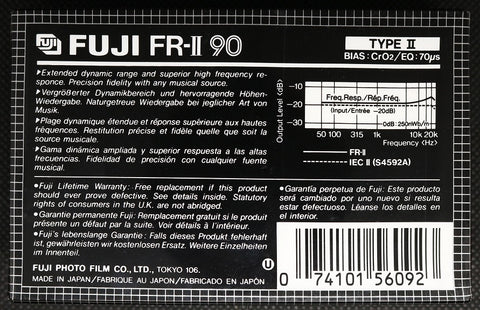 FUJI FUJI FR-II 90
TYPE II
BIAS:CrO2/EQ:70µs
▸Extended dynamic range and superior high frequency re-
sponce. Precision fidelity with any musical source.
▸Vergrößerter Dynamikbereich und hervorragende Höhen-
Wiedergabe. Naturgetreue Wiedergabe bei jeglicher Art von
Musik.
▸Plage dynamique étendue et réponse supérieure aux hautes
fréquences. Restitution précise et fidèle quelle que soit la
source musicale.
▸Gama dinámica ampliada y superior respuesta a las altas
frecuencias. Fidelidad de precisión con cualquier fuente
musical.
Output Level (dB)
-10
-20
-30
Freq.Resp./Rép.Fréq.
(Input/Entrée -20dB)
0dB:250nWb/m
50 100 315 1k 10k 20k
Frequency (Hz)
FR-II
IEC II (S4592A)
•Fuji Lifetime Warranty: Free replacement if this product
should ever prove defective. See details inside. Statutory
rights of consumers in the U.K. are not abridged.
•Garantie permanente Fuji: Remplacement gratuit si le produit
présente un défaut par la suite. Voir détails à l'intérieur.
•Fuji's lebenslange Garantie: Falls dieses Produkt fehlerhaft
ist, gewährleisten wir kostenlosen Ersatz. Weitere Einzelheiten
im Innenteil.
•Garantía perpetua de Fuji: Este producto
será cambiado por uno nuevo si resulta
estar defectuoso. Léanse los detalles en
el interior.
FUJI PHOTO FILM CO., LTD., TOKYO 106.
MADE IN JAPAN/FABRIQUE AU JAPON/FABRICADO EN JAPÓN
U
0 74101 56092